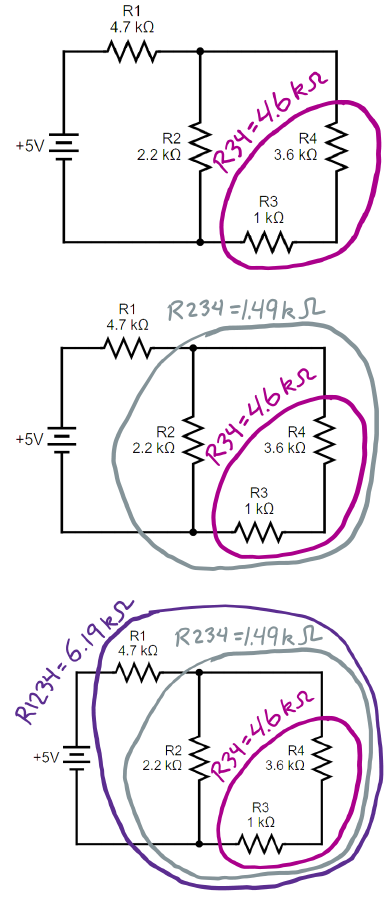 R1
4.7 kΩ
R34=4.6kΩ
+5V
R2
2.2 kΩ
R4
3.6 kΩ
R3
1 kΩ
R234=1.49kΩ
R1
4.7 kΩ
R34=4.6kΩ
+5V
R2
2.2 kΩ
R4
3.6 kΩ
R3
1 kΩ
R1234=6.19kΩ
R234=1.49kΩ
R1
4.7 kΩ
R34=4.6kΩ
+5V
R2
2.2 kΩ
R4
3.6 kΩ
R3
1 kΩ